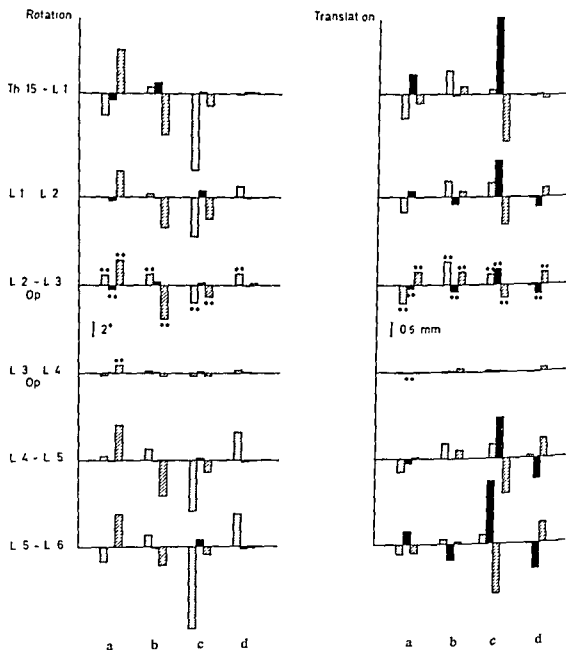 Rotation Translation
Th 15 - L 1
L 1 L 2
L 2 - L 3
Op
2° 0.5 mm
L 3 L 4
Op
L 4 - L 5
L 5 - L 6
a b c d a b c d